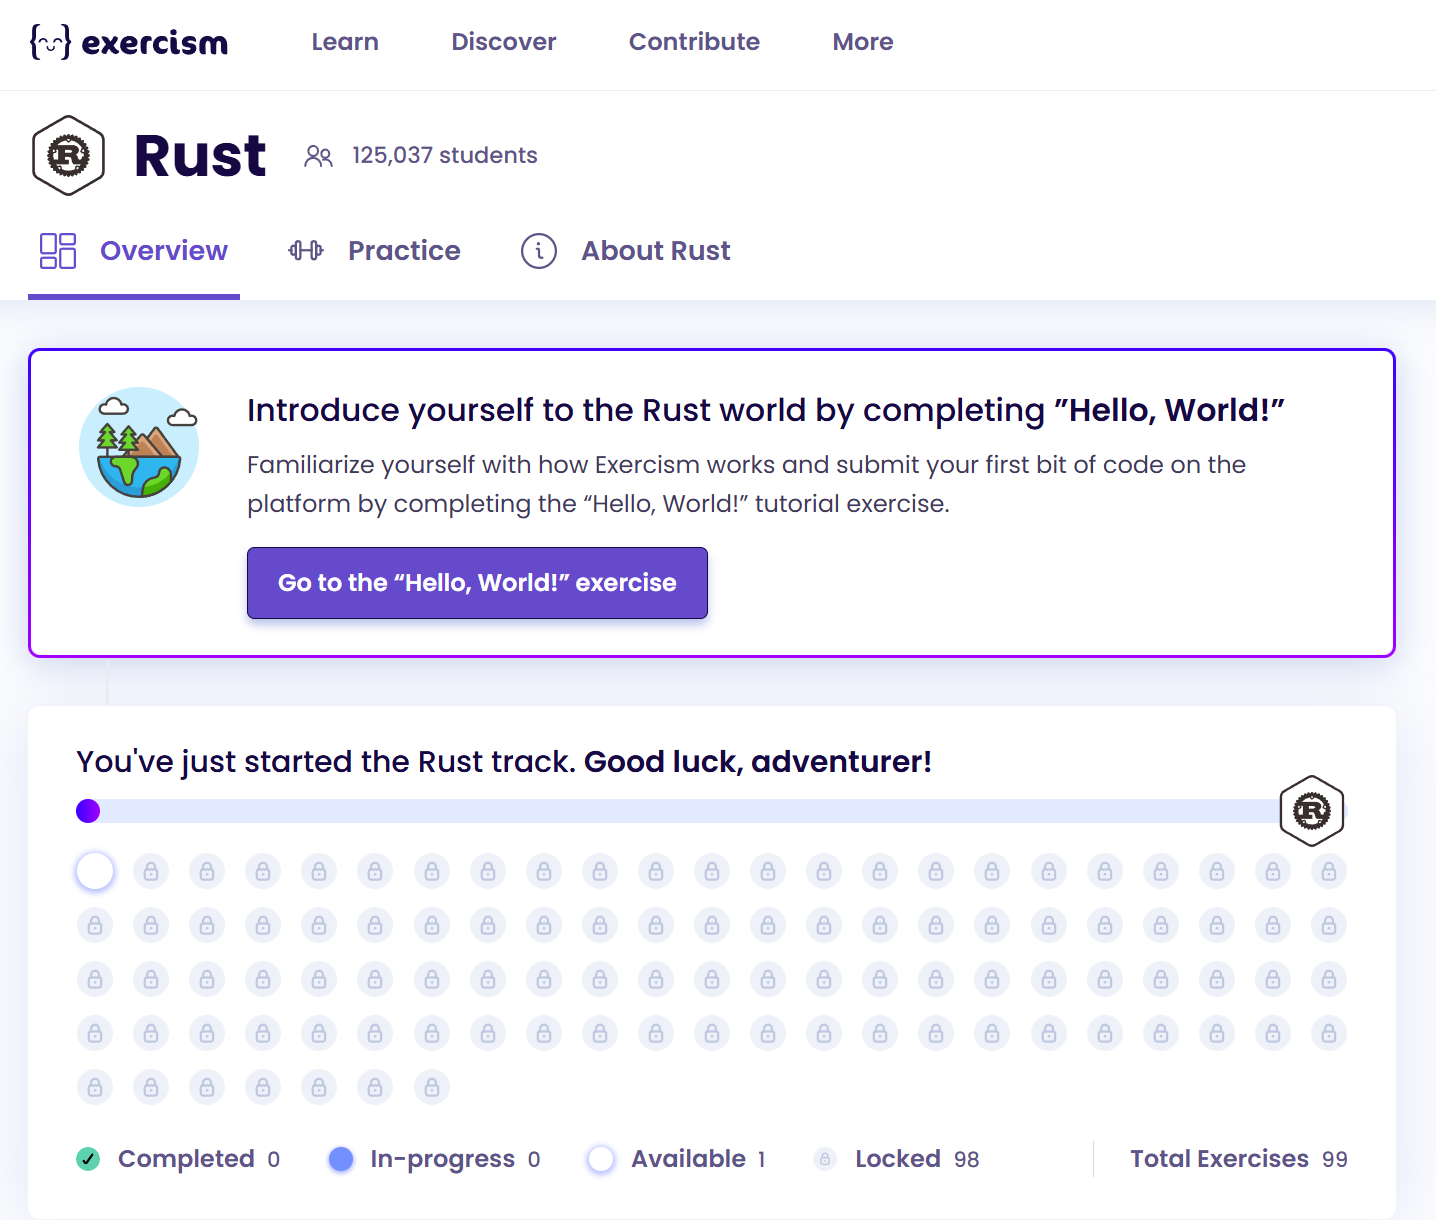 exercism Learn Discover Contribute More
Rust 125,037 students
Overview Practice About Rust
Introduce yourself to the Rust world by completing ”Hello, World!”
Familiarize yourself with how Exercism works and submit your first bit of code on the
platform by completing the “Hello, World!” tutorial exercise.
Go to the “Hello, World!” exercise
You've just started the Rust track. Good luck, adventurer!
Completed 0 In-progress 0 Available 1 Locked 98 Total Exercises 99